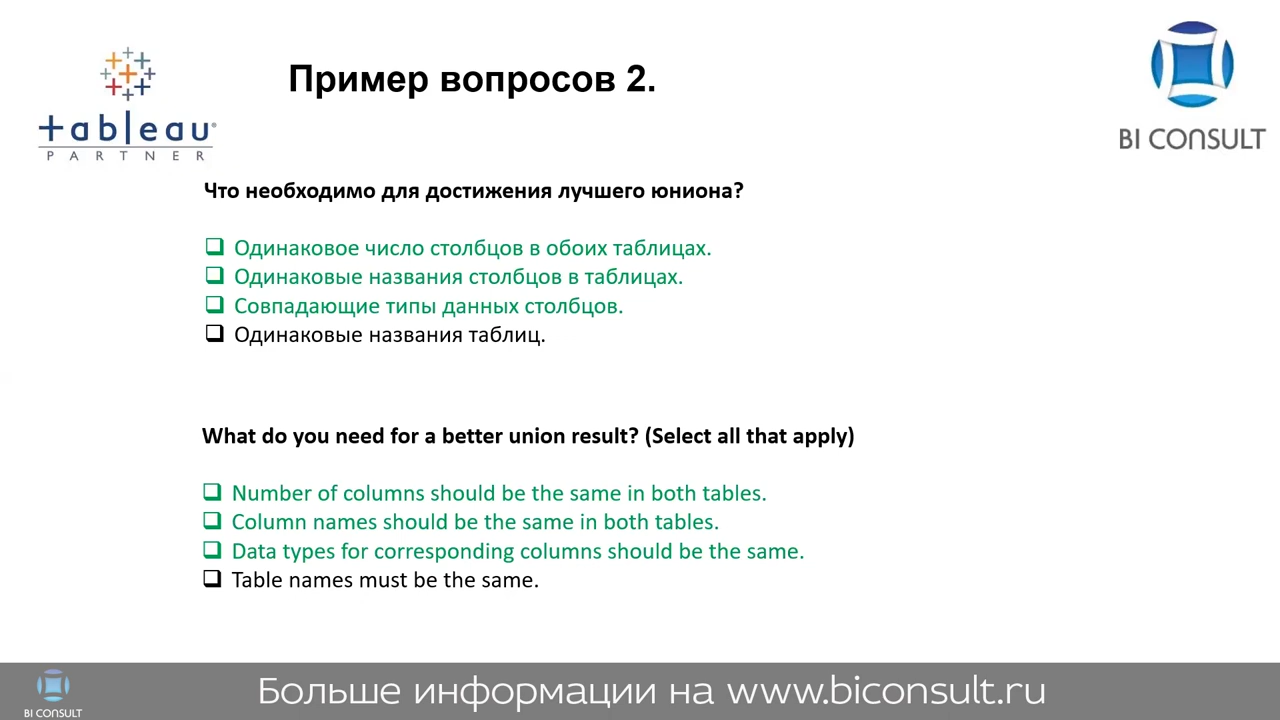 Пример вопросов 2.
+ableau
PARTNER
BI CONSULT
Что необходимо для достижения лучшего юниона?
Одинаковое число столбцов в обоих таблицах.
Одинаковые названия столбцов в таблицах.
Совпадающие типы данных столбцов.
Одинаковые названия таблиц.
What do you need for a better union result? (Select all that apply)
Number of columns should be the same in both tables.
Column names should be the same in both tables.
Data types for corresponding columns should be the same.
Table names must be the same.
BI CONSULT
Больше информации на www.biconsult.ru